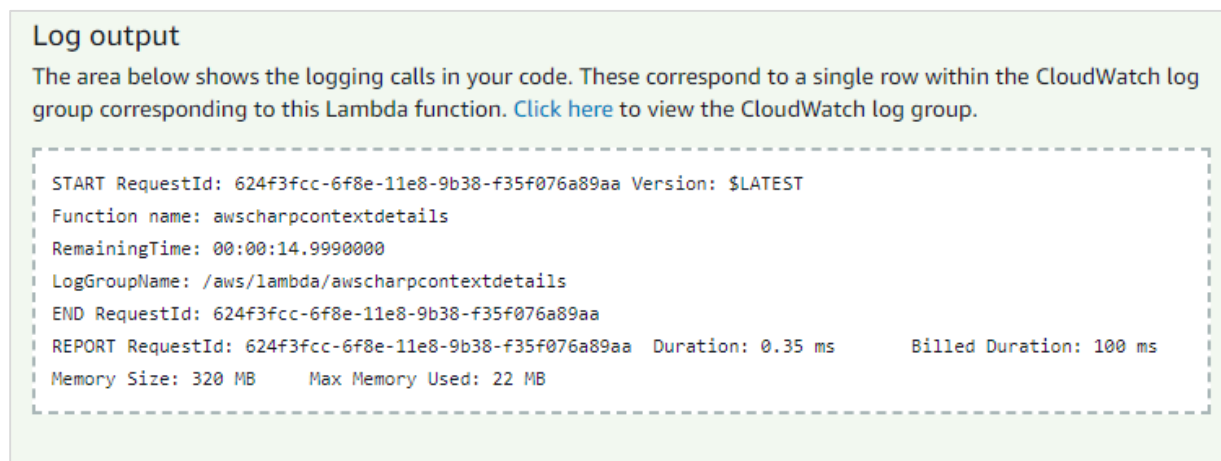 Log output
The area below shows the logging calls in your code. These correspond to a single row within the CloudWatch log
group corresponding to this Lambda function. Click here to view the CloudWatch log group.
START RequestId: 624f3fcc-6f8e-11e8-9b38-f35f076a89aa Version: $LATEST
Function name: awscharpcontextdetails
RemainingTime: 00:00:14.9990000
LogGroupName: /aws/lambda/awscharpcontextdetails
END RequestId: 624f3fcc-6f8e-11e8-9b38-f35f076a89aa
REPORT RequestId: 624f3fcc-6f8e-11e8-9b38-f35f076a89aa Duration: 0.35 ms Billed Duration: 100 ms
Memory Size: 320 MB Max Memory Used: 22 MB